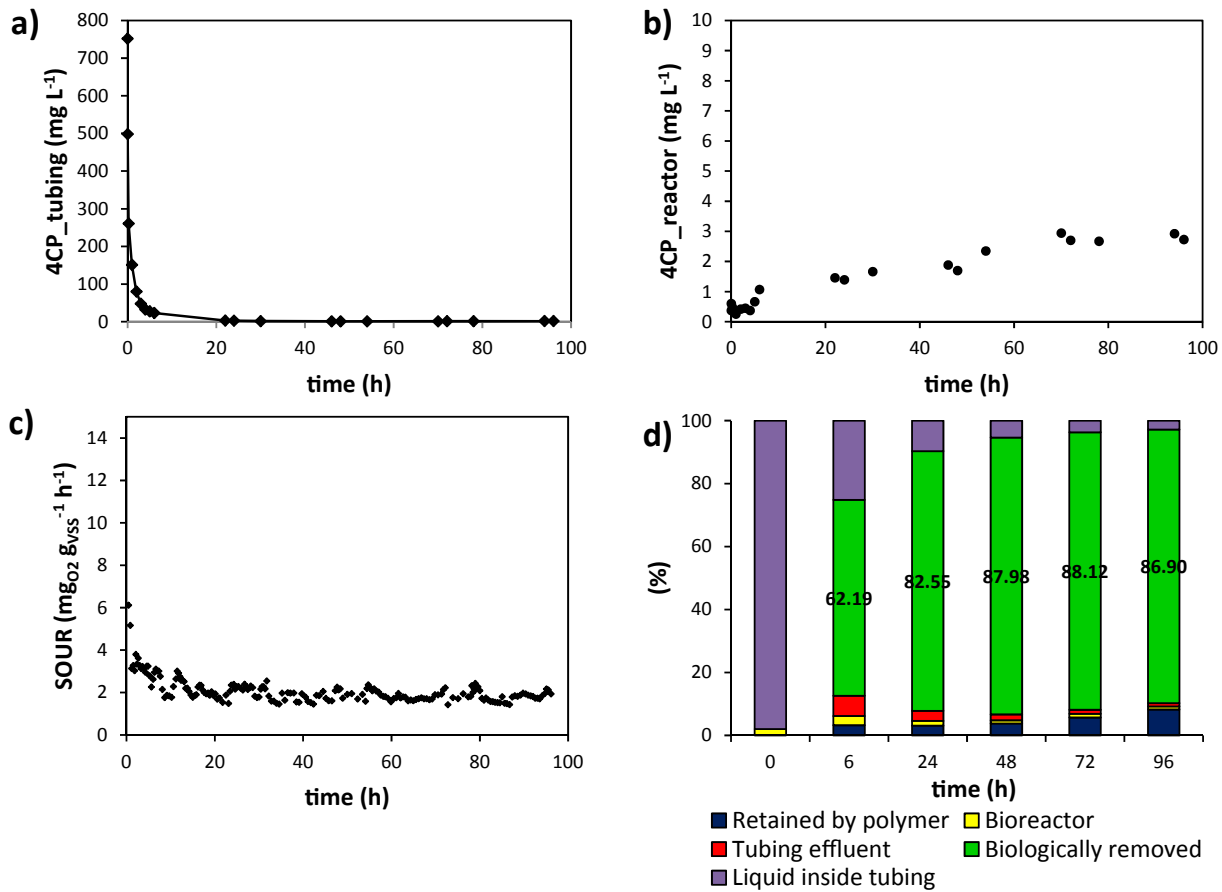 a)
4CP_tubing (mg L-1)
800
700
600
500
400
300
200
100
0
0 20 40 60 80 100
time (h)
b)
4CP_reactor (mg L-1)
10
9
8
7
6
5
4
3
2
1
0
0 20 40 60 80 100
time (h)
c)
SOUR (mgO2 gVSS-1 h-1)
14
12
10
8
6
4
2
0
0 20 40 60 80 100
time (h)
d)
(%)
100
80
60
40
20
0
62.19 82.55 87.98 88.12 86.90
0 6 24 48 72 96
time (h)
Retained by polymer Bioreactor
Tubing effluent Biologically removed
Liquid inside tubing